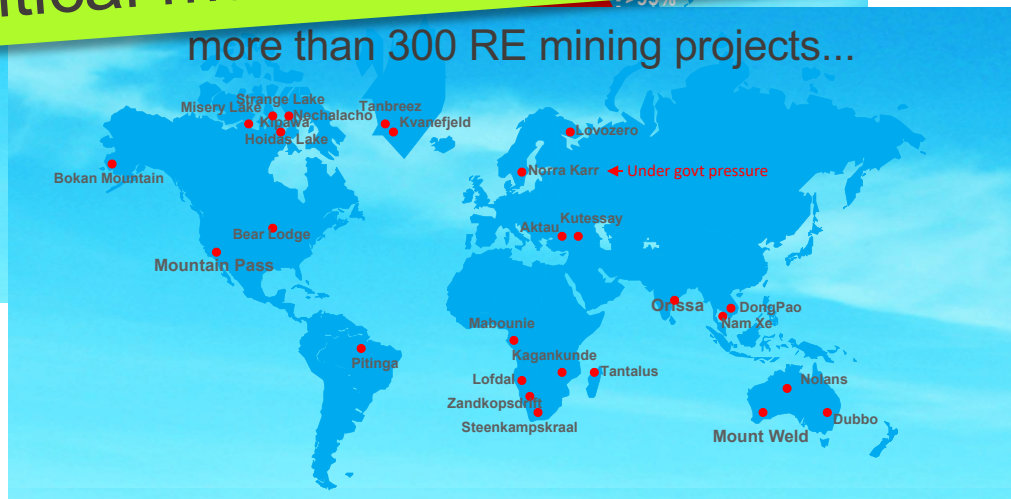 more than 300 RE mining projects...
Strange Lake
Misery Lake
Nechalacho
Kipawa
Hoidas Lake
Tanbreez
Kvanefjeld
Lovozero
Bokan Mountain
Norra Karr
Under govt pressure
Bear Lodge
Mountain Pass
Aktau
Kutessay
Orissa
DongPao
Nam Xe
Mabounie
Kagankunde
Pitinga
Lofdal
Tantalus
Zandkopsdrift
Steenkampskraal
Nolans
Dubbo
Mount Weld